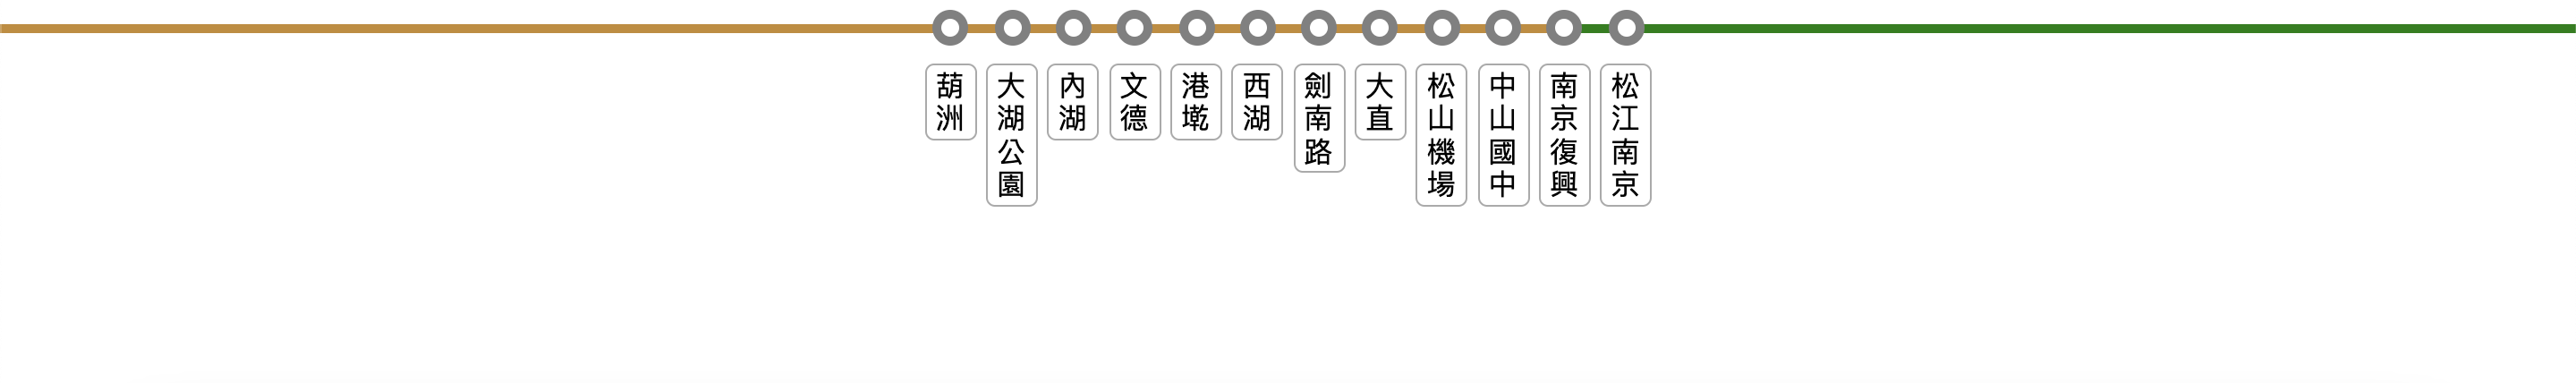 葫洲
大湖公園
內湖
文德
港墘
西湖
劍南路
大直
松山機場
中山國中
南京復興
松江南京